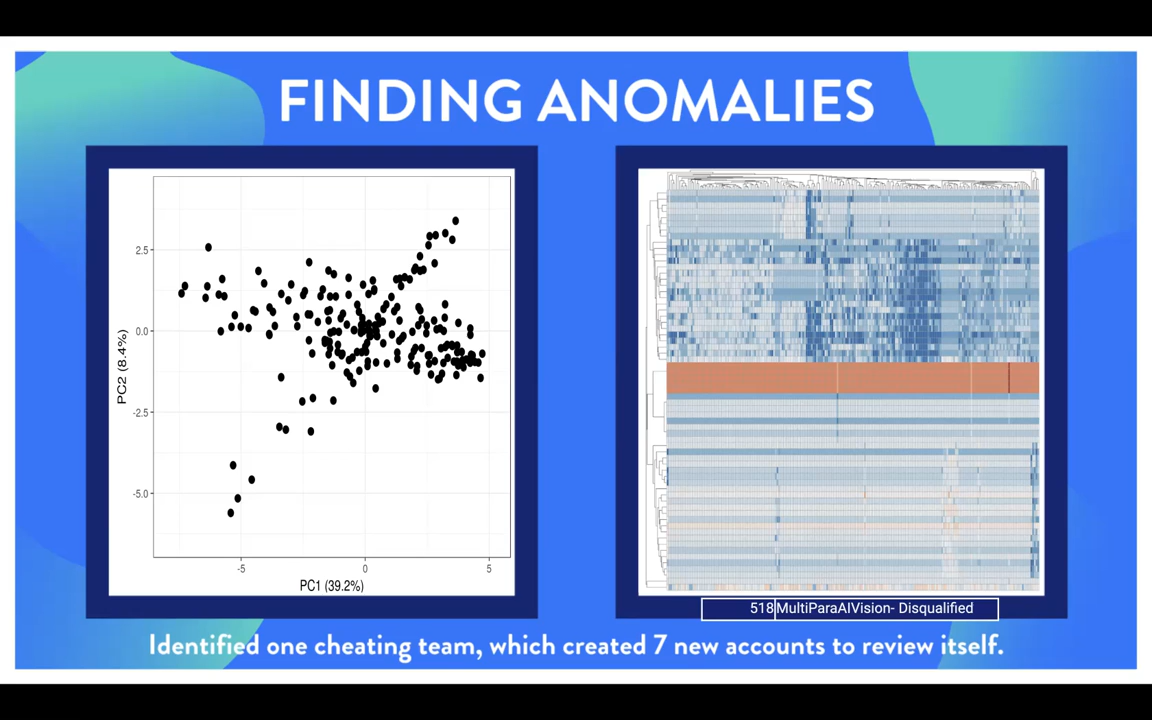 FINDING ANOMALIES
2.5
0.0
-2.5
-5.0
PC2 (8.4%)
-5
0
5
PC1 (39.2%)
518 MultiParaAIVision- Disqualified
Identified one cheating team, which created 7 new accounts to review itself.